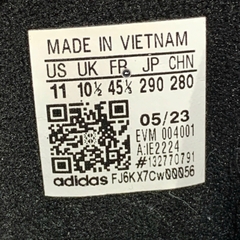 MADE IN VIETNAM
US UK FR JP CHN
11 10½ 45⅓ 290 280
05/23
EVM 004001
A:IE2224
#132770791
adidas FJ6KX7Cw00056